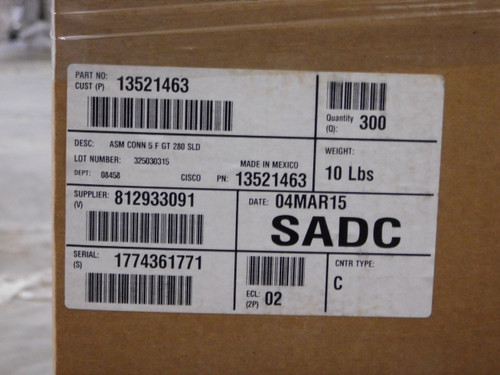 PART NO:
CUST (P) 13521463
Quantity
(Q): 300
DESC: ASM CONN 5 F GT 280 SLD
LOT NUMBER: 325030315
MADE IN MEXICO
DEPT: 08458 CISCO PN: 13521463
WEIGHT:
10 Lbs
SUPPLIER: 812933091
(V)
DATE: 04MAR15
SADC
SERIAL:
(S) 1774361771
ECL: 02
(2P)
CNTR TYPE:
C